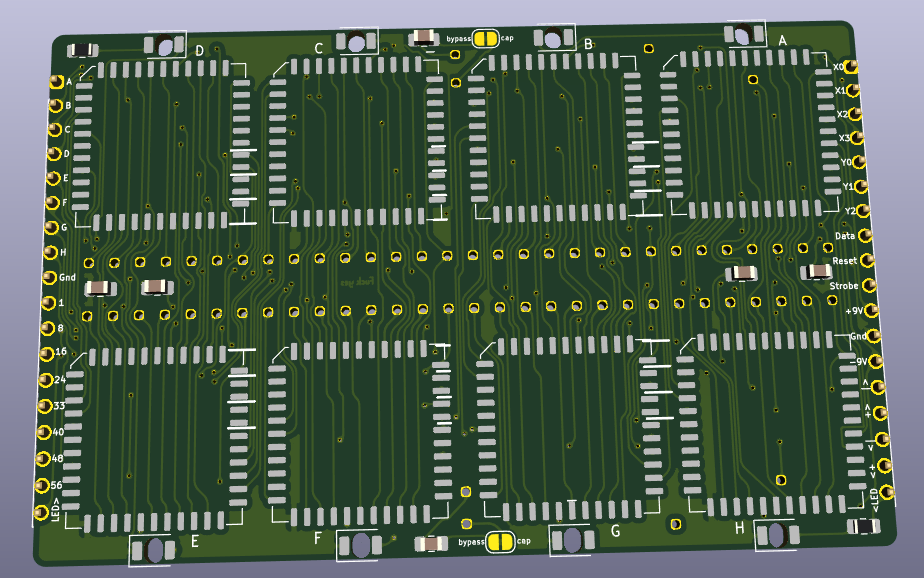 bypass cap
D
C
B
A
A
B
C
D
E
F
G
H
Gnd
1
8
16
24
33
40
48
56
LED>
X0
X1
X2
X3
Y0
Y1
Y2
Data
Reset
Strobe
+9V
Gnd
-9V
E
F
G
H
bypass cap